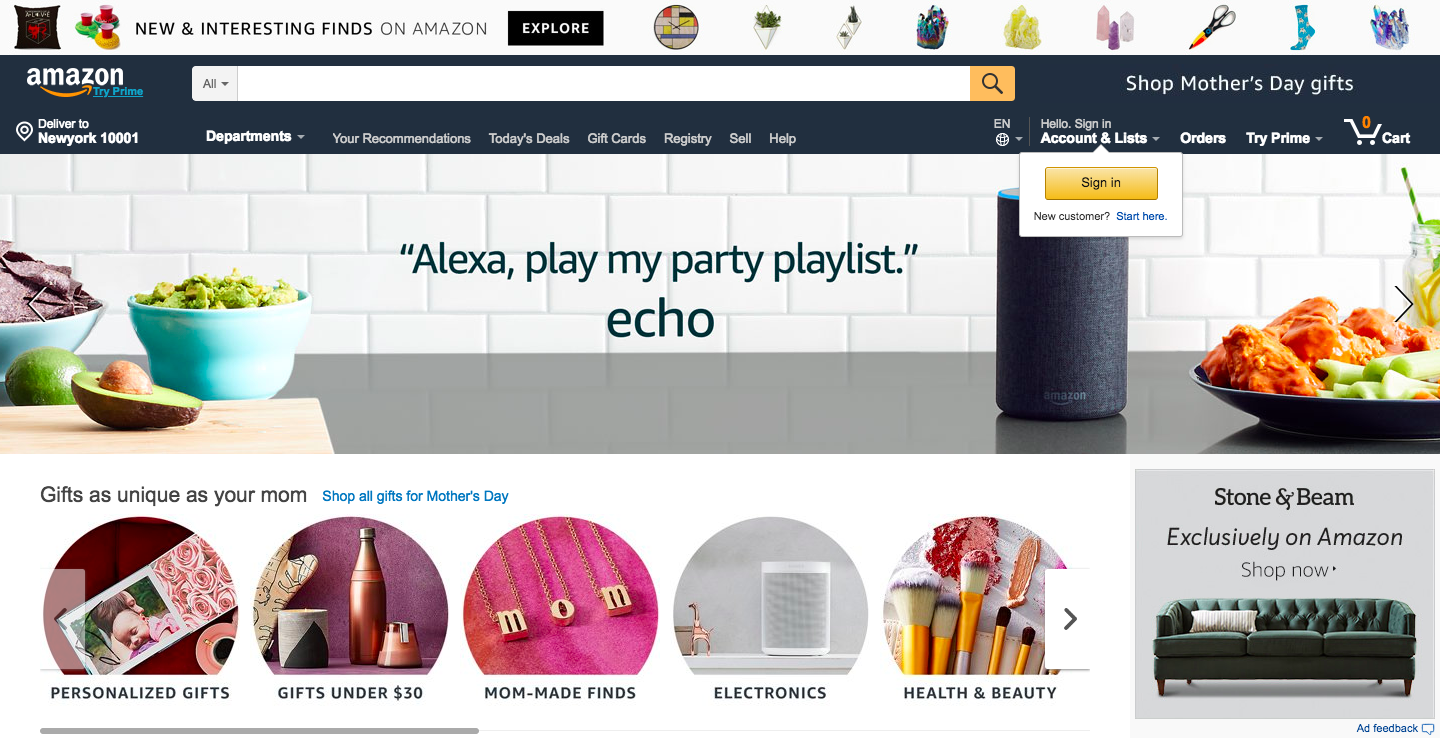 NEW & INTERESTING FINDS ON AMAZON
EXPLORE
amazon
Try Prime
All
Shop Mother's Day gifts
Deliver to
Newyork 10001
Departments
Your Recommendations
Today's Deals
Gift Cards
Registry
Sell
Help
EN
Hello. Sign in
Account & Lists
Orders
Try Prime
0
Cart
Sign in
New customer? Start here.
“Alexa, play my party playlist.”
echo
amazon
Gifts as unique as your mom
Shop all gifts for Mother's Day
m o m
PERSONALIZED GIFTS
GIFTS UNDER $30
MOM-MADE FINDS
ELECTRONICS
HEALTH & BEAUTY
Stone & Beam
Exclusively on Amazon
Shop now
Ad feedback